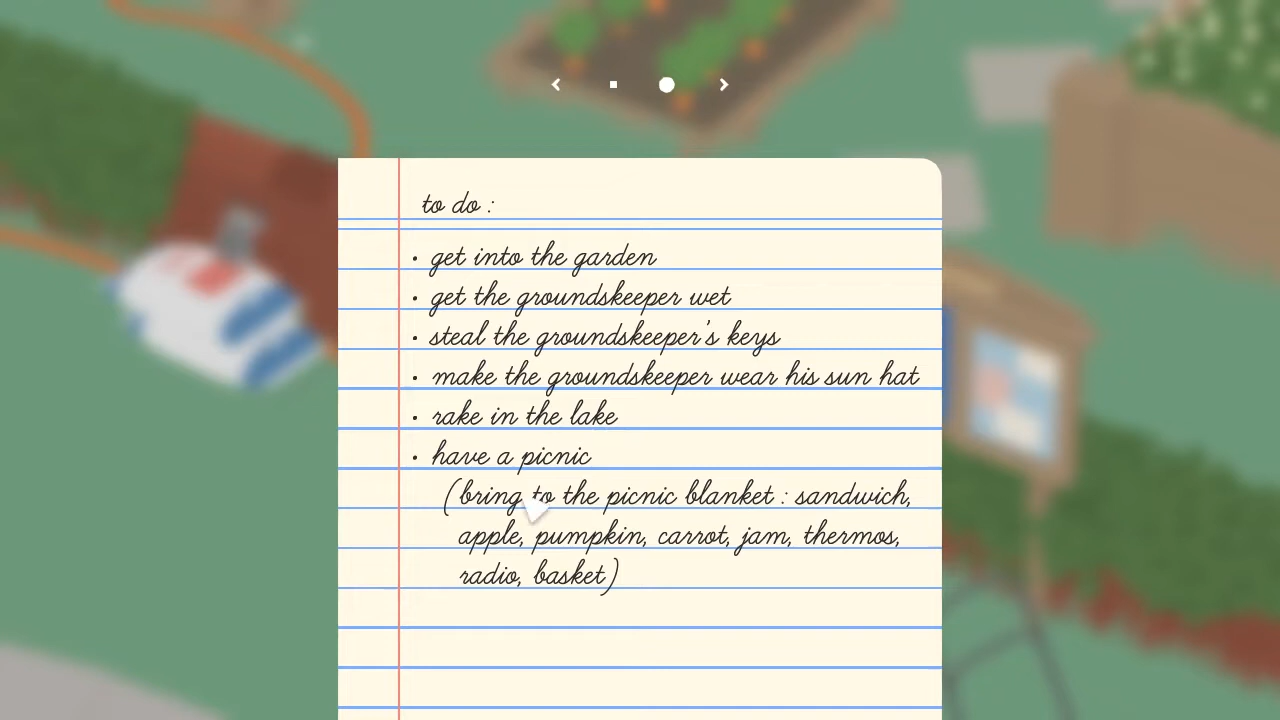 to do :
• get into the garden
• get the groundskeeper wet
• steal the groundskeeper's keys
• make the groundskeeper wear his sun hat
• rake in the lake
• have a picnic
(bring to the picnic blanket : sandwich,
apple, pumpkin, carrot, jam, thermos,
radio, basket)